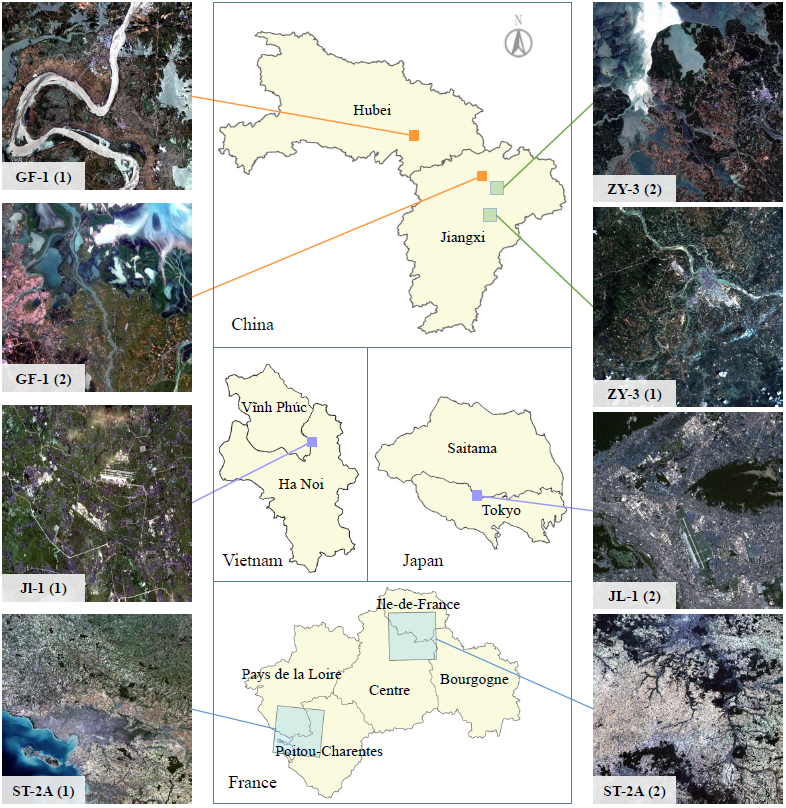 GF-1 (1)
GF-1 (2)
Jl-1 (1)
ST-2A (1)
N
Hubei
Jiangxi
China
Vĩnh Phúc
Ha Noi
Vietnam
Saitama
Tokyo
Japan
Île-de-France
Pays de la Loire
Centre
Bourgogne
Poitou-Charentes
France
ZY-3 (2)
ZY-3 (1)
JL-1 (2)
ST-2A (2)